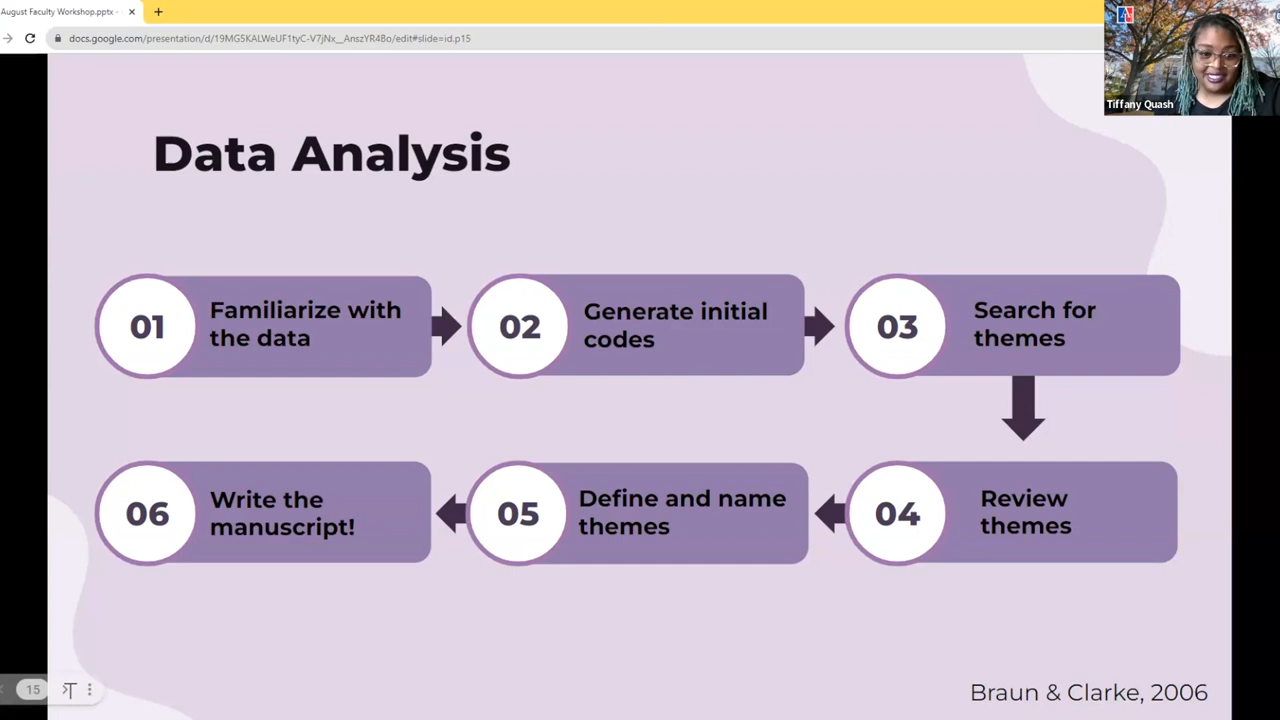 August Faculty Workshop.pptx -
docs.google.com/presentation/d/19MG5KALWeUF1tyC-V7jNx__AnszYR4Bo/edit#slide=id.p15
Tiffany Quash
Data Analysis
01
Familiarize with
the data
02
Generate initial
codes
03
Search for
themes
04
Review
themes
05
Define and name
themes
06
Write the
manuscript!
15
Braun & Clarke, 2006